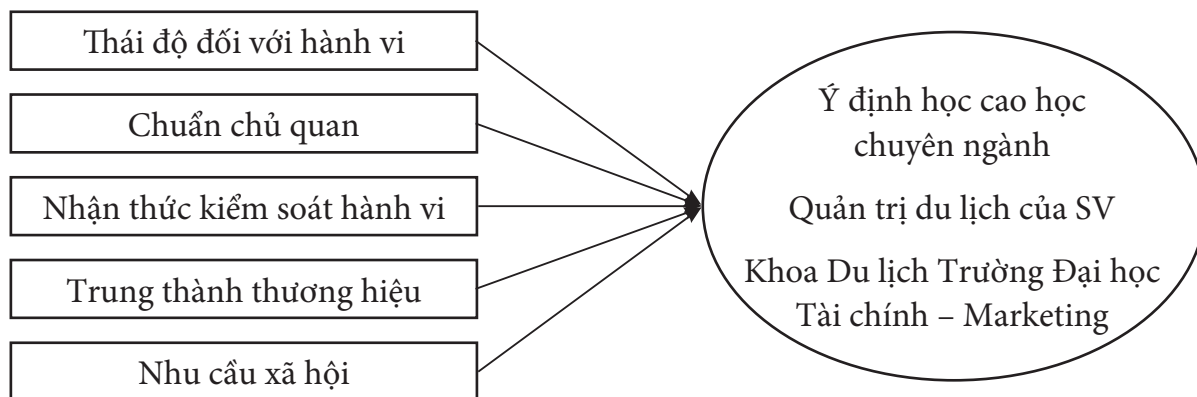 Thái độ đối với hành vi
Chuẩn chủ quan
Nhận thức kiểm soát hành vi
Trung thành thương hiệu
Nhu cầu xã hội
Ý định học cao học
chuyên ngành
Quản trị du lịch của SV
Khoa Du lịch Trường Đại học
Tài chính – Marketing